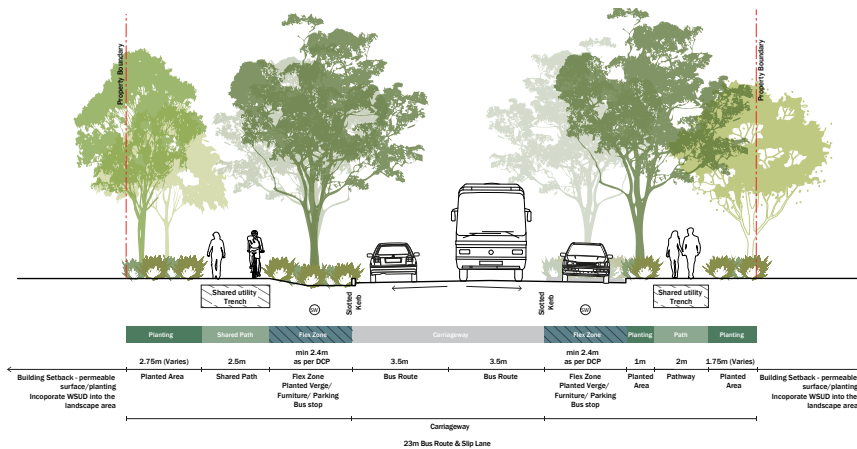 Property Boundary
Property Boundary
Shared utility
Trench
SW
Slotted
Kerb
Slotted
Kerb
SW
Shared utility
Trench
Planting
Shared Path
Flex Zone
Carriageway
Flex Zone
Planting
Path
Planting
2.75m (Varies)
2.5m
min 2.4m
as per DCP
3.5m
3.5m
min 2.4m
as per DCP
1m
2m
1.75m (Varies)
Building Setback - permeable
surface/planting
Incoporate WSUD into the
landscape area
Planted Area
Shared Path
Flex Zone
Planted Verge/
Furniture/ Parking
Bus stop
Bus Route
Bus Route
Flex Zone
Planted Verge/
Furniture/ Parking
Bus stop
Planted
Area
Pathway
Planted
Area
Building Setback - permeable
surface/planting
Incoporate WSUD into the
landscape area
Carriageway
23m Bus Route & Slip Lane